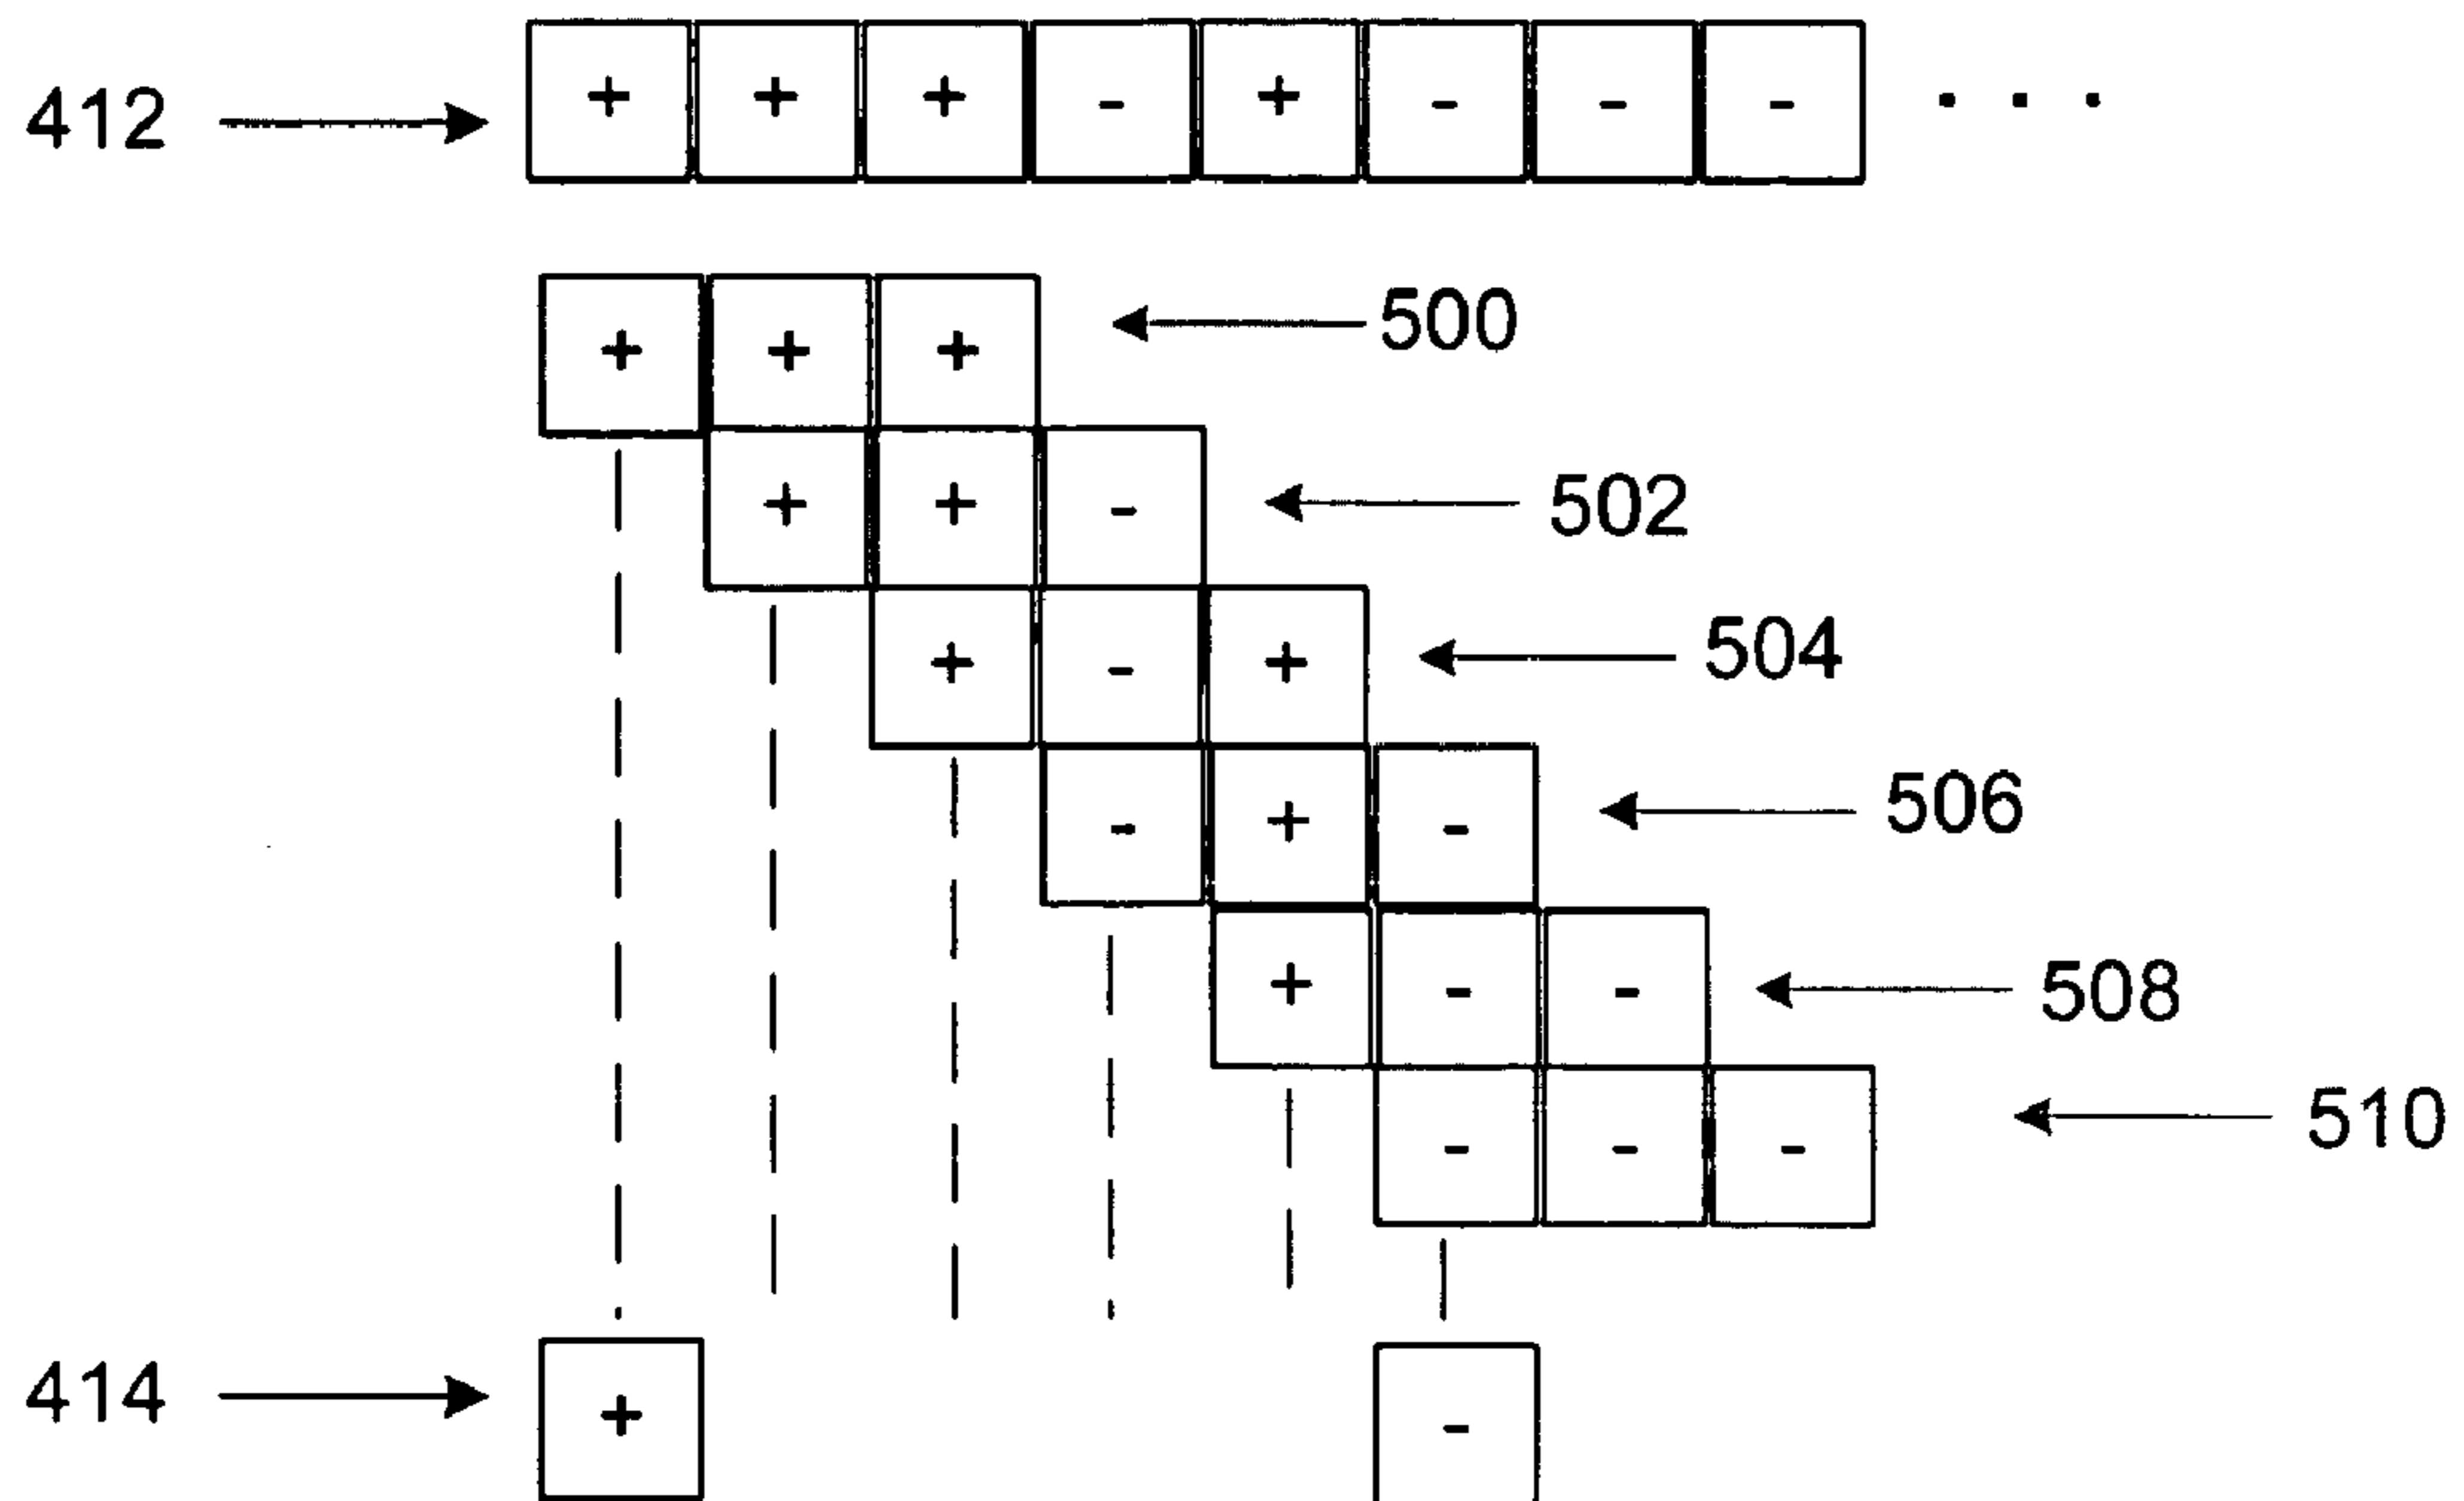 412 + + + - + - - - . . .
+ + + 500
+ + - 502
+ - + 504
- + - 506
+ - - 508
- - - 510
414 + -